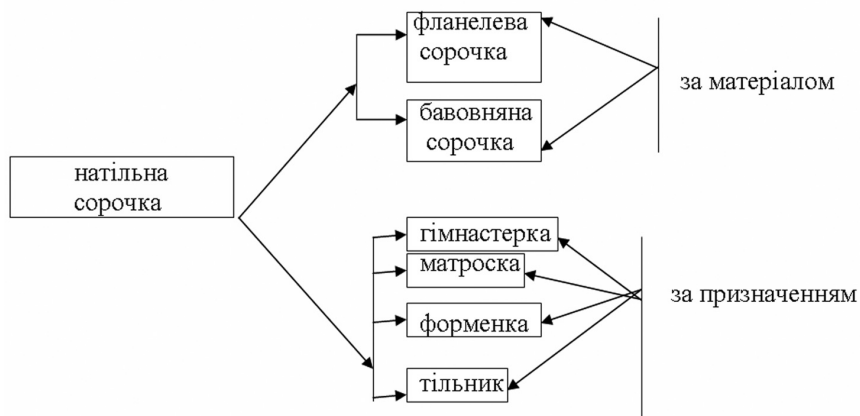 фланелева
сорочка
за матеріалом
бавовняна
сорочка
натільна
сорочка
гімнастерка
матроска
за призначенням
форменка
тільник